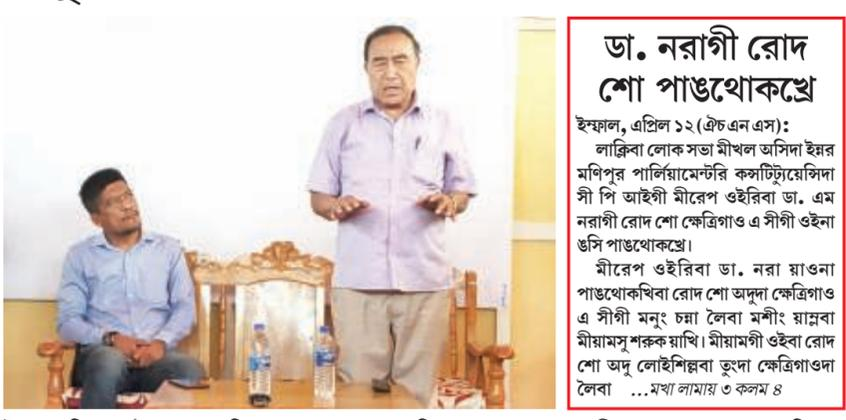 ডা. নরাগী রোদ
শো পাঙথোকখ্রে
ইম্ফাল, এপ্রিল ১২ (ঐচ এন এস):
লাক্লিবা লোক সভা মীখল অসিদা ইন্নর
মণিপুর পার্লিয়ামেন্টরি কন্সটিট্যুয়েন্সিদা
সী পি আইগী মীরেপ ওইরিবা ডা. এম
নরাগী রোদ শো ক্ষেত্রিগাও এ সীগী ওইনা
ঙসি পাঙথোকখ্রে।
মীরেপ ওইরিবা ডা. নরা য়াওনা
পাঙথোকখিবা রোদ শো অদুদা ক্ষেত্রিগাও
এ সীগী মনুং চন্না লৈবা মশীং য়াম্লবা
মীয়ামসু শরুক য়াখি। মীয়ামগী ওইবা রোদ
শো অদু লোইশিল্লবা তুংদা ক্ষেত্রিগাওদা
লৈবা ...মখা লামায় ৩ কলম ৪